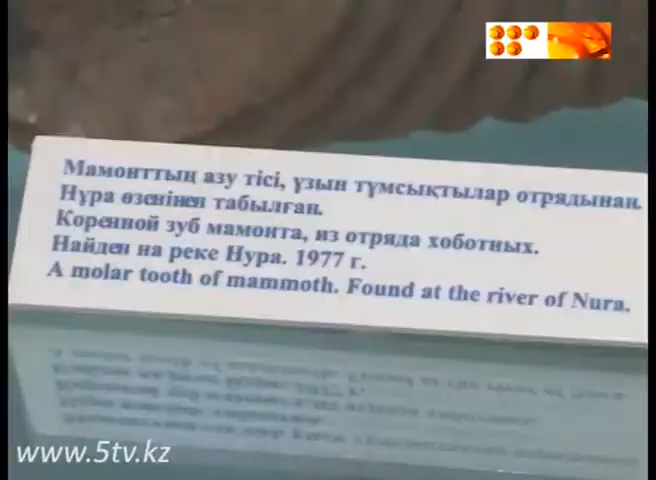 Мамонттың азу тісі, ұзын тұмсықтылар отрядынан.
Нұра өзенінен табылған.
Коренной зуб мамонта, из отряда хоботных.
Найден на реке Нура. 1977 г.
A molar tooth of mammoth. Found at the river of Nura.
www.5tv.kz